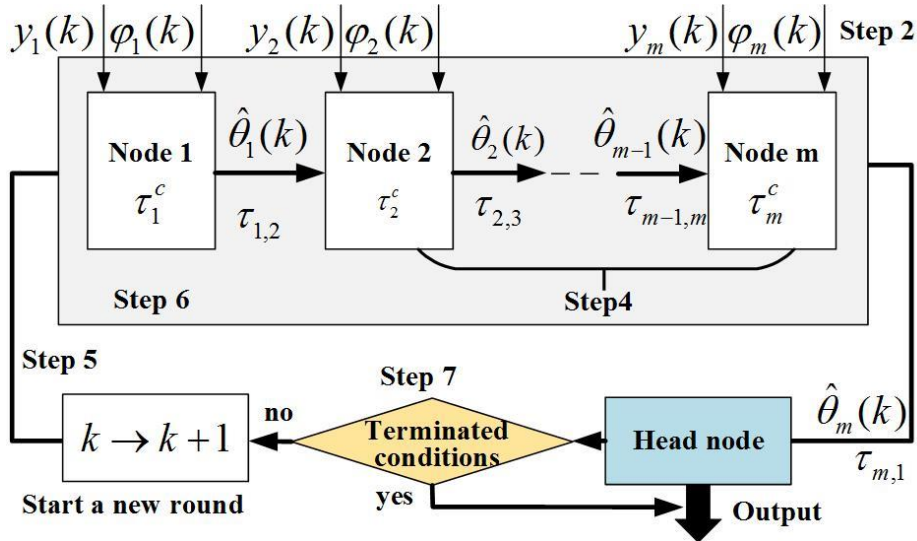 y₁(k) φ₁(k) y₂(k) φ₂(k) yₘ(k) φₘ(k) Step 2
Node 1 θ̂₁(k) Node 2 θ̂₂(k) θ̂ₘ₋₁(k) Node m
τ₁ᶜ τ₁,₂ τ₂ᶜ τ₂,₃ τₘ₋₁,ₘ τₘᶜ
Step 6 Step4
Step 5
Step 7
k → k + 1
no
Terminated
conditions
Head node
θ̂ₘ(k)
τₘ,₁
Start a new round
yes
Output